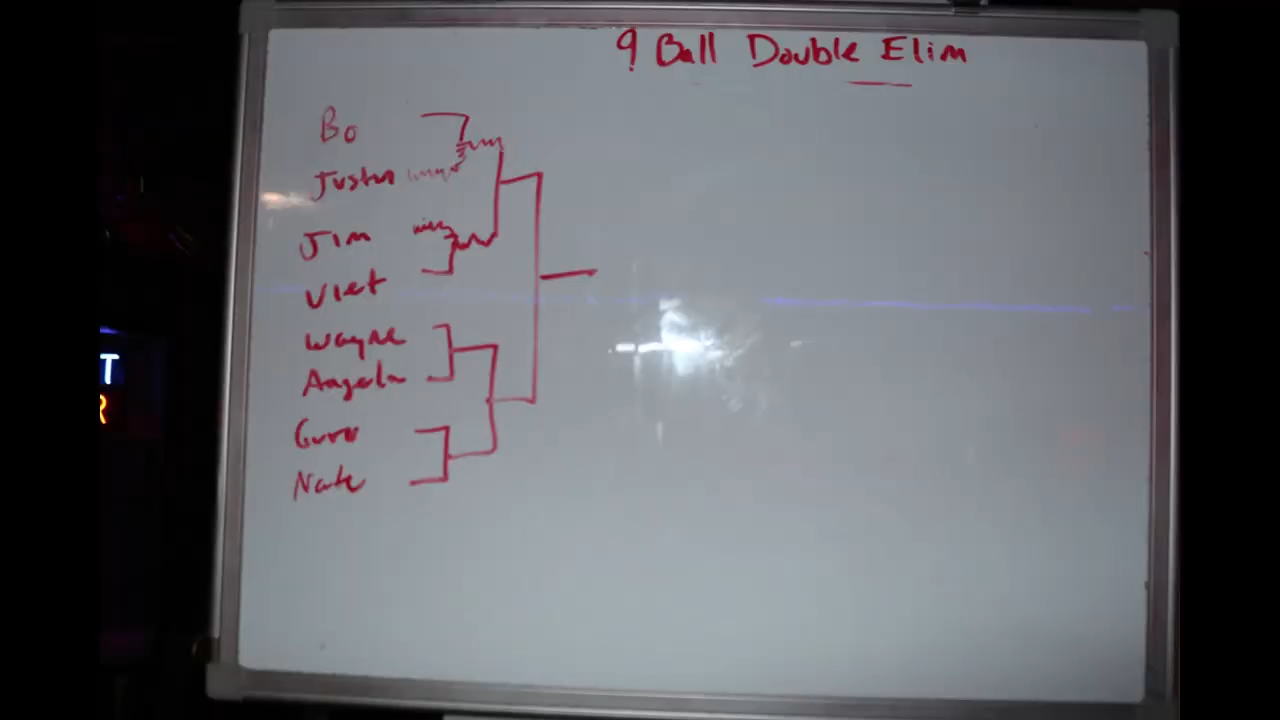 9 Ball Double Elim
Bo
Justin
Jim
Viet
Wayne
Angela
Nate
T
R